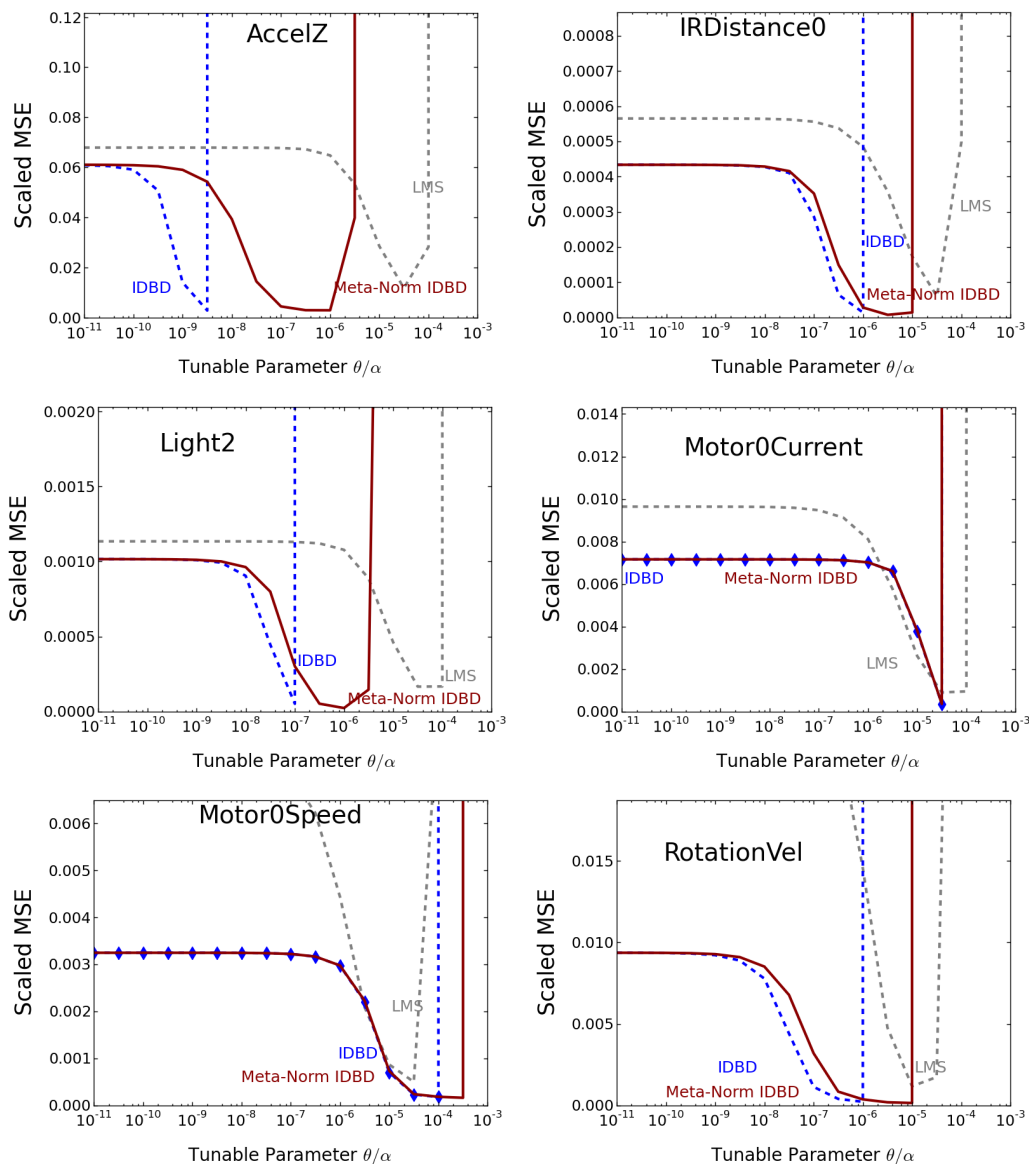 AccelZ
Scaled MSE
0.12
0.10
0.08
0.06
0.04
0.02
0.00
LMS
IDBD
Meta-Norm IDBD
10⁻¹¹ 10⁻¹⁰ 10⁻⁹ 10⁻⁸ 10⁻⁷ 10⁻⁶ 10⁻⁵ 10⁻⁴ 10⁻³
Tunable Parameter θ/α
IRDistance0
Scaled MSE
0.0008
0.0007
0.0006
0.0005
0.0004
0.0003
0.0002
0.0001
0.0000
LMS
IDBD
Meta-Norm IDBD
10⁻¹¹ 10⁻¹⁰ 10⁻⁹ 10⁻⁸ 10⁻⁷ 10⁻⁶ 10⁻⁵ 10⁻⁴ 10⁻³
Tunable Parameter θ/α
Light2
Scaled MSE
0.0020
0.0015
0.0010
0.0005
0.0000
IDBD
LMS
Meta-Norm IDBD
10⁻¹¹ 10⁻¹⁰ 10⁻⁹ 10⁻⁸ 10⁻⁷ 10⁻⁶ 10⁻⁵ 10⁻⁴ 10⁻³
Tunable Parameter θ/α
Motor0Current
Scaled MSE
0.014
0.012
0.010
0.008
0.006
0.004
0.002
0.000
IDBD
Meta-Norm IDBD
LMS
10⁻¹¹ 10⁻¹⁰ 10⁻⁹ 10⁻⁸ 10⁻⁷ 10⁻⁶ 10⁻⁵ 10⁻⁴ 10⁻³
Tunable Parameter θ/α
Motor0Speed
Scaled MSE
0.006
0.005
0.004
0.003
0.002
0.001
0.000
LMS
IDBD
Meta-Norm IDBD
10⁻¹¹ 10⁻¹⁰ 10⁻⁹ 10⁻⁸ 10⁻⁷ 10⁻⁶ 10⁻⁵ 10⁻⁴ 10⁻³
Tunable Parameter θ/α
RotationVel
Scaled MSE
0.015
0.010
0.005
0.000
IDBD
LMS
Meta-Norm IDBD
10⁻¹¹ 10⁻¹⁰ 10⁻⁹ 10⁻⁸ 10⁻⁷ 10⁻⁶ 10⁻⁵ 10⁻⁴ 10⁻³
Tunable Parameter θ/α